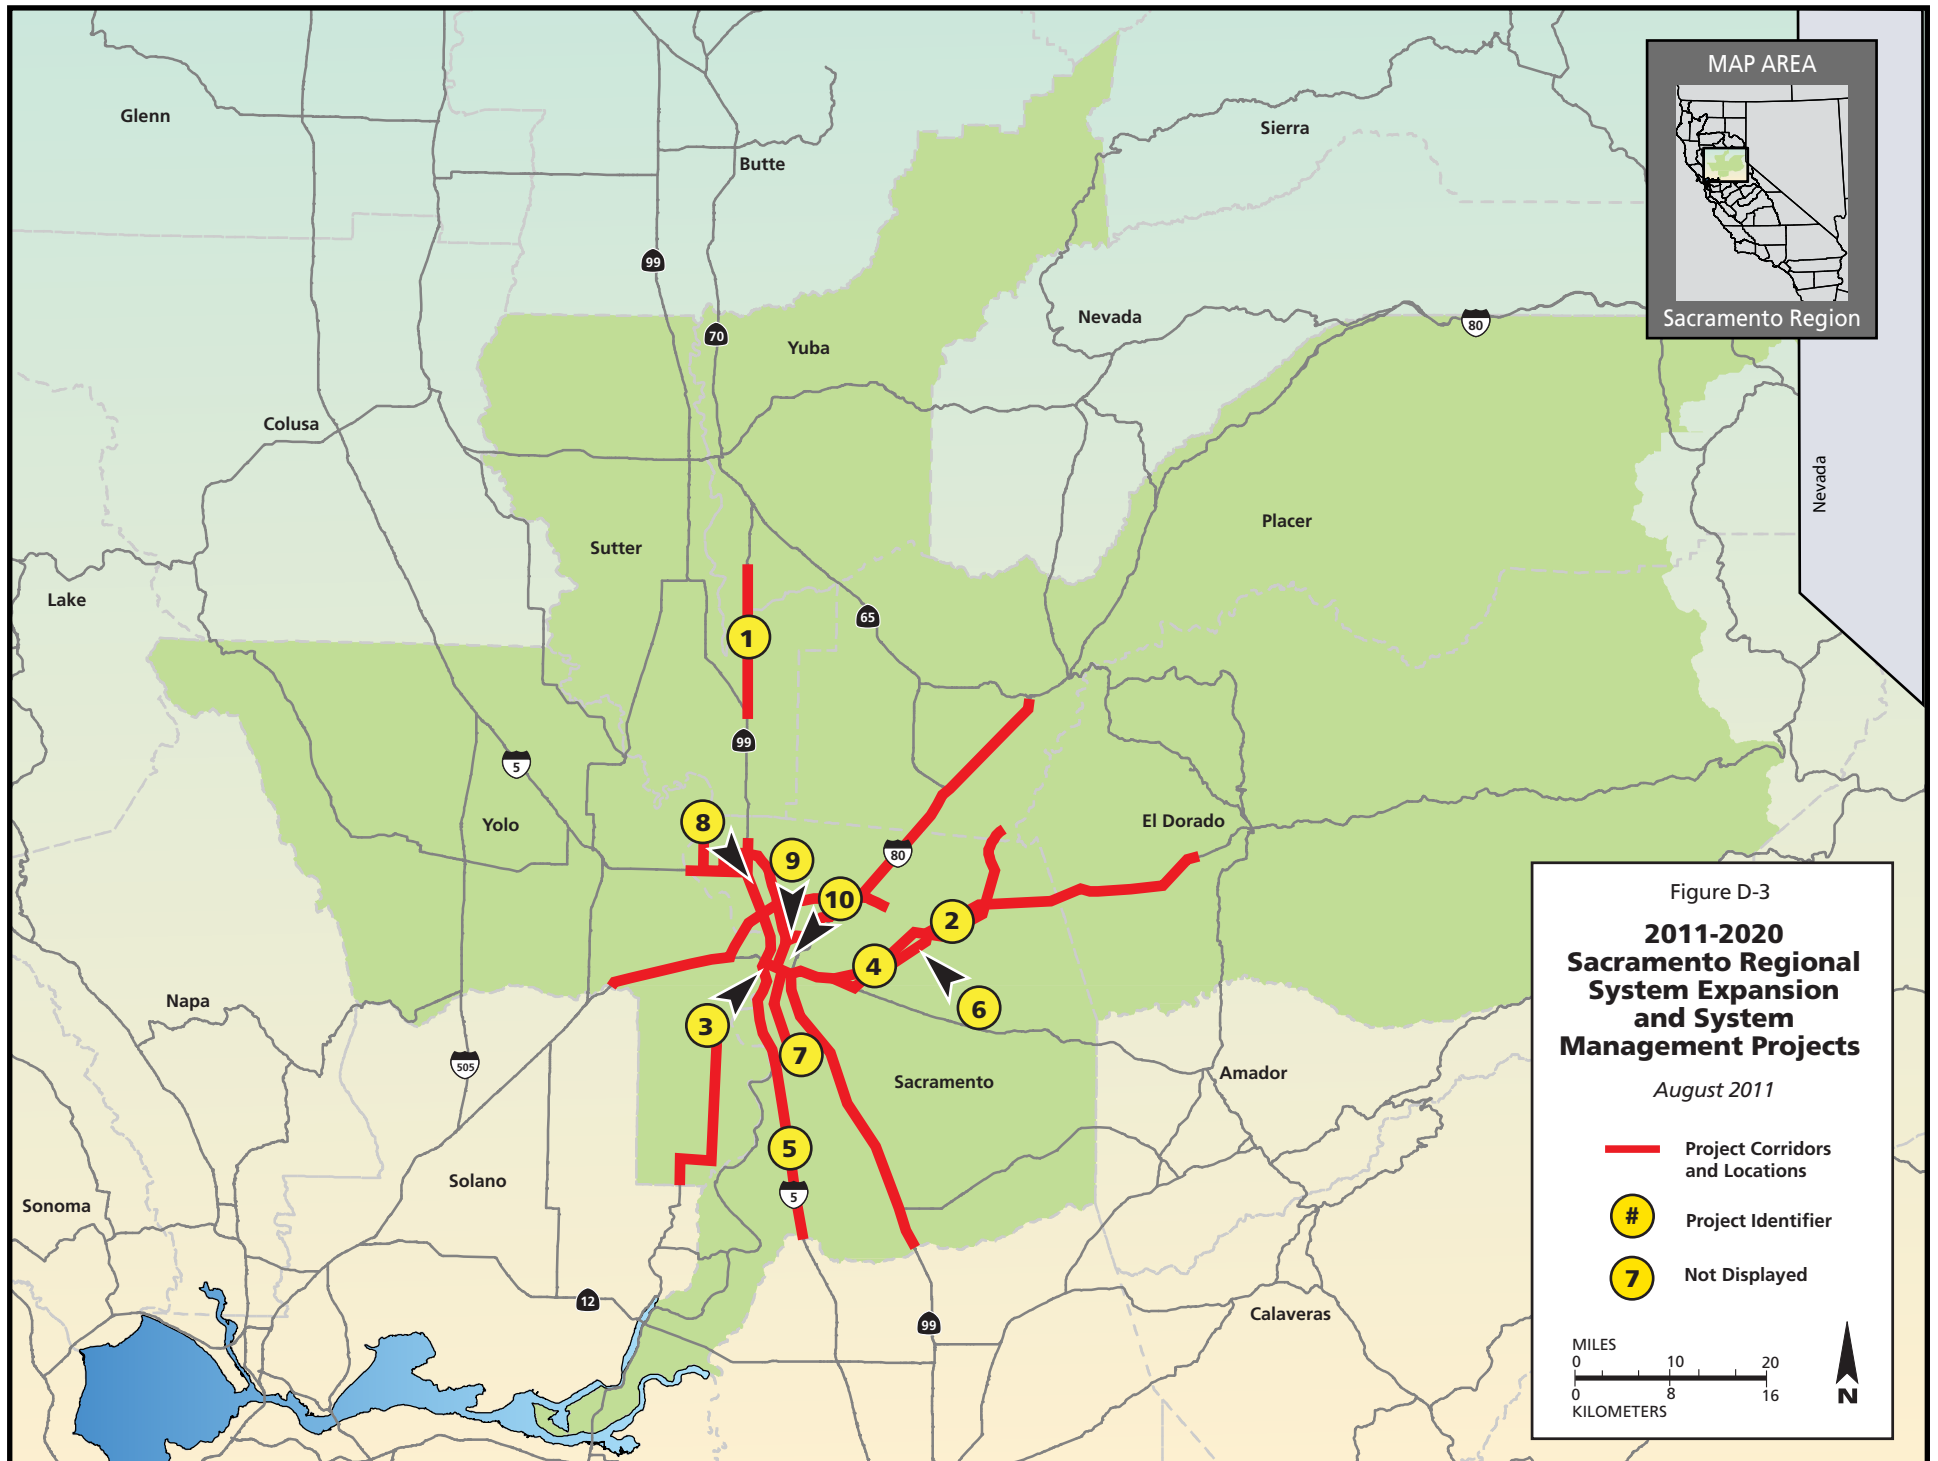 MAP AREA
Sacramento Region
Glenn
Butte
Sierra
99
70
Yuba
Nevada
80
Colusa
Nevada
Placer
Sutter
Lake
65
1
99
5
Yolo
8
9
80
10
El Dorado
2
4
6
3
7
Napa
505
Sacramento
Amador
5
5
Solano
Sonoma
12
99
Calaveras
Figure D-3
2011-2020
Sacramento Regional
System Expansion
and System
Management Projects
August 2011
Project Corridors
and Locations
# Project Identifier
7 Not Displayed
MILES
0 10 20
0 8 16
KILOMETERS
N